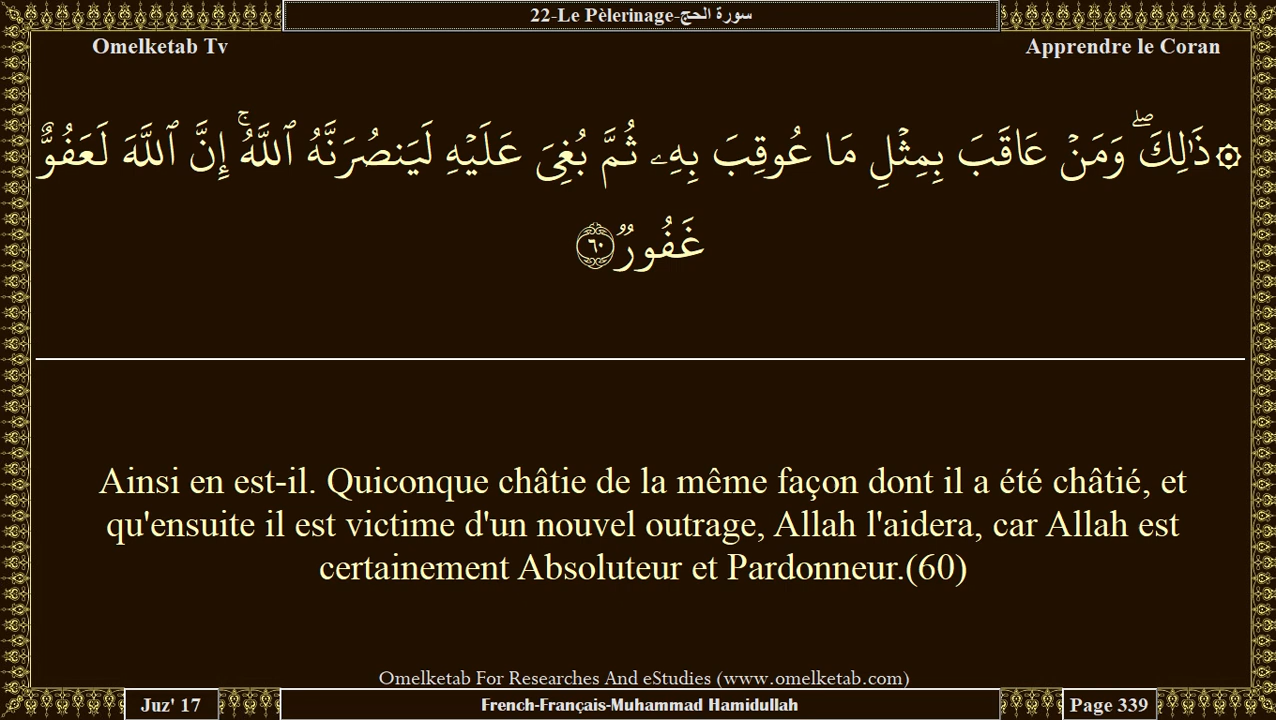 22-Le Pèlerinage-سورة الحج
Omelketab Tv
Apprendre le Coran
۞ ذَٰلِكَۖ وَمَنۡ عَاقَبَ بِمِثۡلِ مَا عُوقِبَ بِهِۦ ثُمَّ بُغِيَ عَلَيۡهِ لَيَنصُرَنَّهُ ٱللَّهُۚ إِنَّ ٱللَّهَ لَعَفُوٌّ
غَفُورٞ ٦٠
Ainsi en est-il. Quiconque châtie de la même façon dont il a été châtié, et
qu'ensuite il est victime d'un nouvel outrage, Allah l'aidera, car Allah est
certainement Absoluteur et Pardonneur.(60)
Omelketab For Researches And eStudies (www.omelketab.com)
Juz' 17
French-Français-Muhammad Hamidullah
Page 339